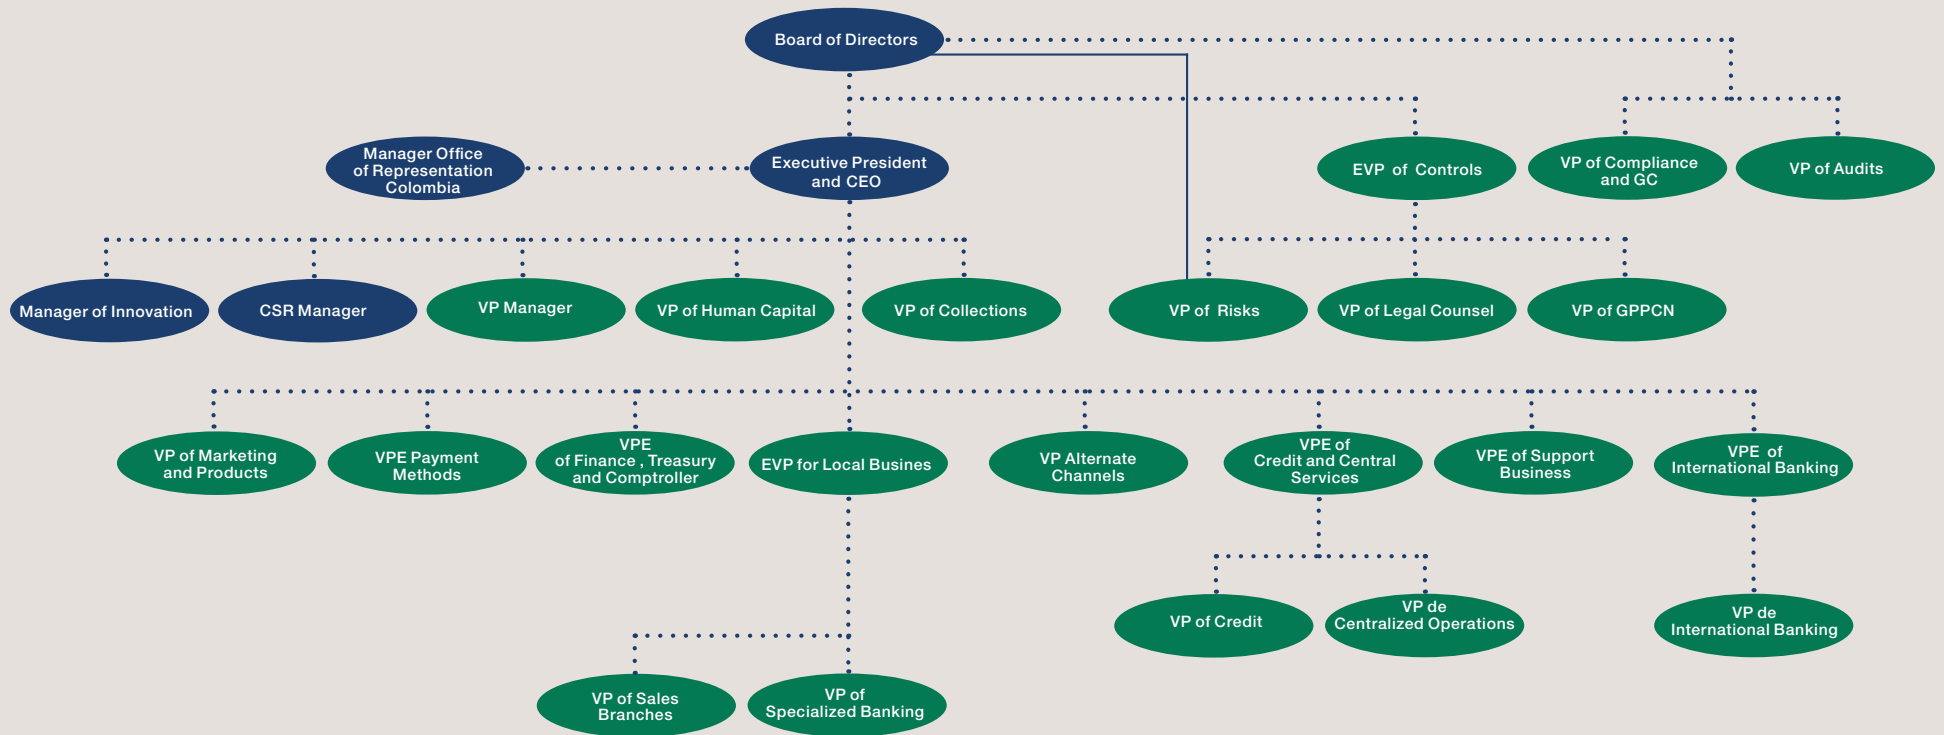 Board of Directors
Manager Office
of Representation
Colombia
Executive President
and CEO
EVP of Controls
VP of Compliance
and GC
VP of Audits
Manager of Innovation
CSR Manager
VP Manager
VP of Human Capital
VP of Collections
VP of Risks
VP of Legal Counsel
VP of GPPCN
VP of Marketing
and Products
VPE Payment
Methods
VPE
of Finance , Treasury
and Comptroller
EVP for Local Busines
VP Alternate
Channels
VPE of
Credit and Central
Services
VPE of Support
Business
VPE of
International Banking
VP of Credit
VP de
Centralized Operations
VP de
International Banking
VP of Sales
Branches
VP of
Specialized Banking